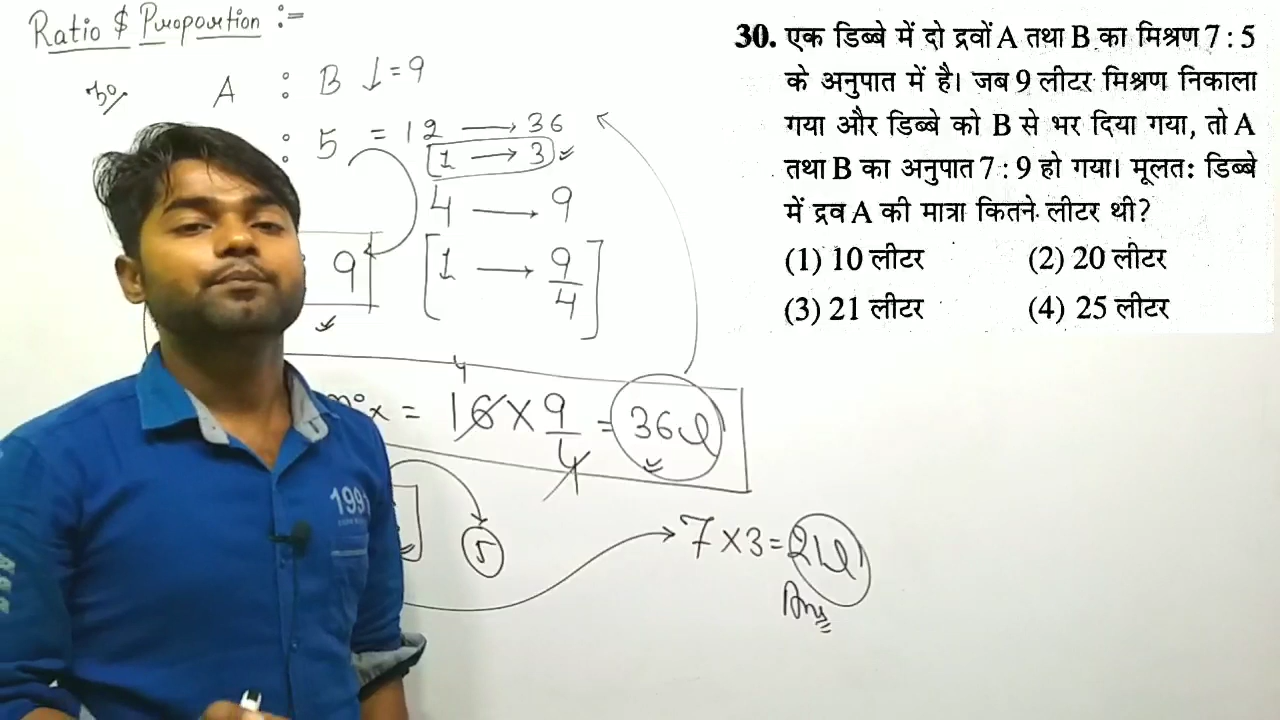 Ratio $ Proportion :-
A : B ↓=9
: 5 = 12 → 36
1 → 3
4 → 9
9
1 → 9/4
x = 16 × 9/4 = 36l
4
5
7 × 3 = 21l
Ans
1991
30. एक डिब्बे में दो द्रवों A तथा B का मिश्रण 7 : 5
के अनुपात में है। जब 9 लीटर मिश्रण निकाला
गया और डिब्बे को B से भर दिया गया, तो A
तथा B का अनुपात 7 : 9 हो गया। मूलत: डिब्बे
में द्रव A की मात्रा कितने लीटर थी?
(1) 10 लीटर (2) 20 लीटर
(3) 21 लीटर (4) 25 लीटर